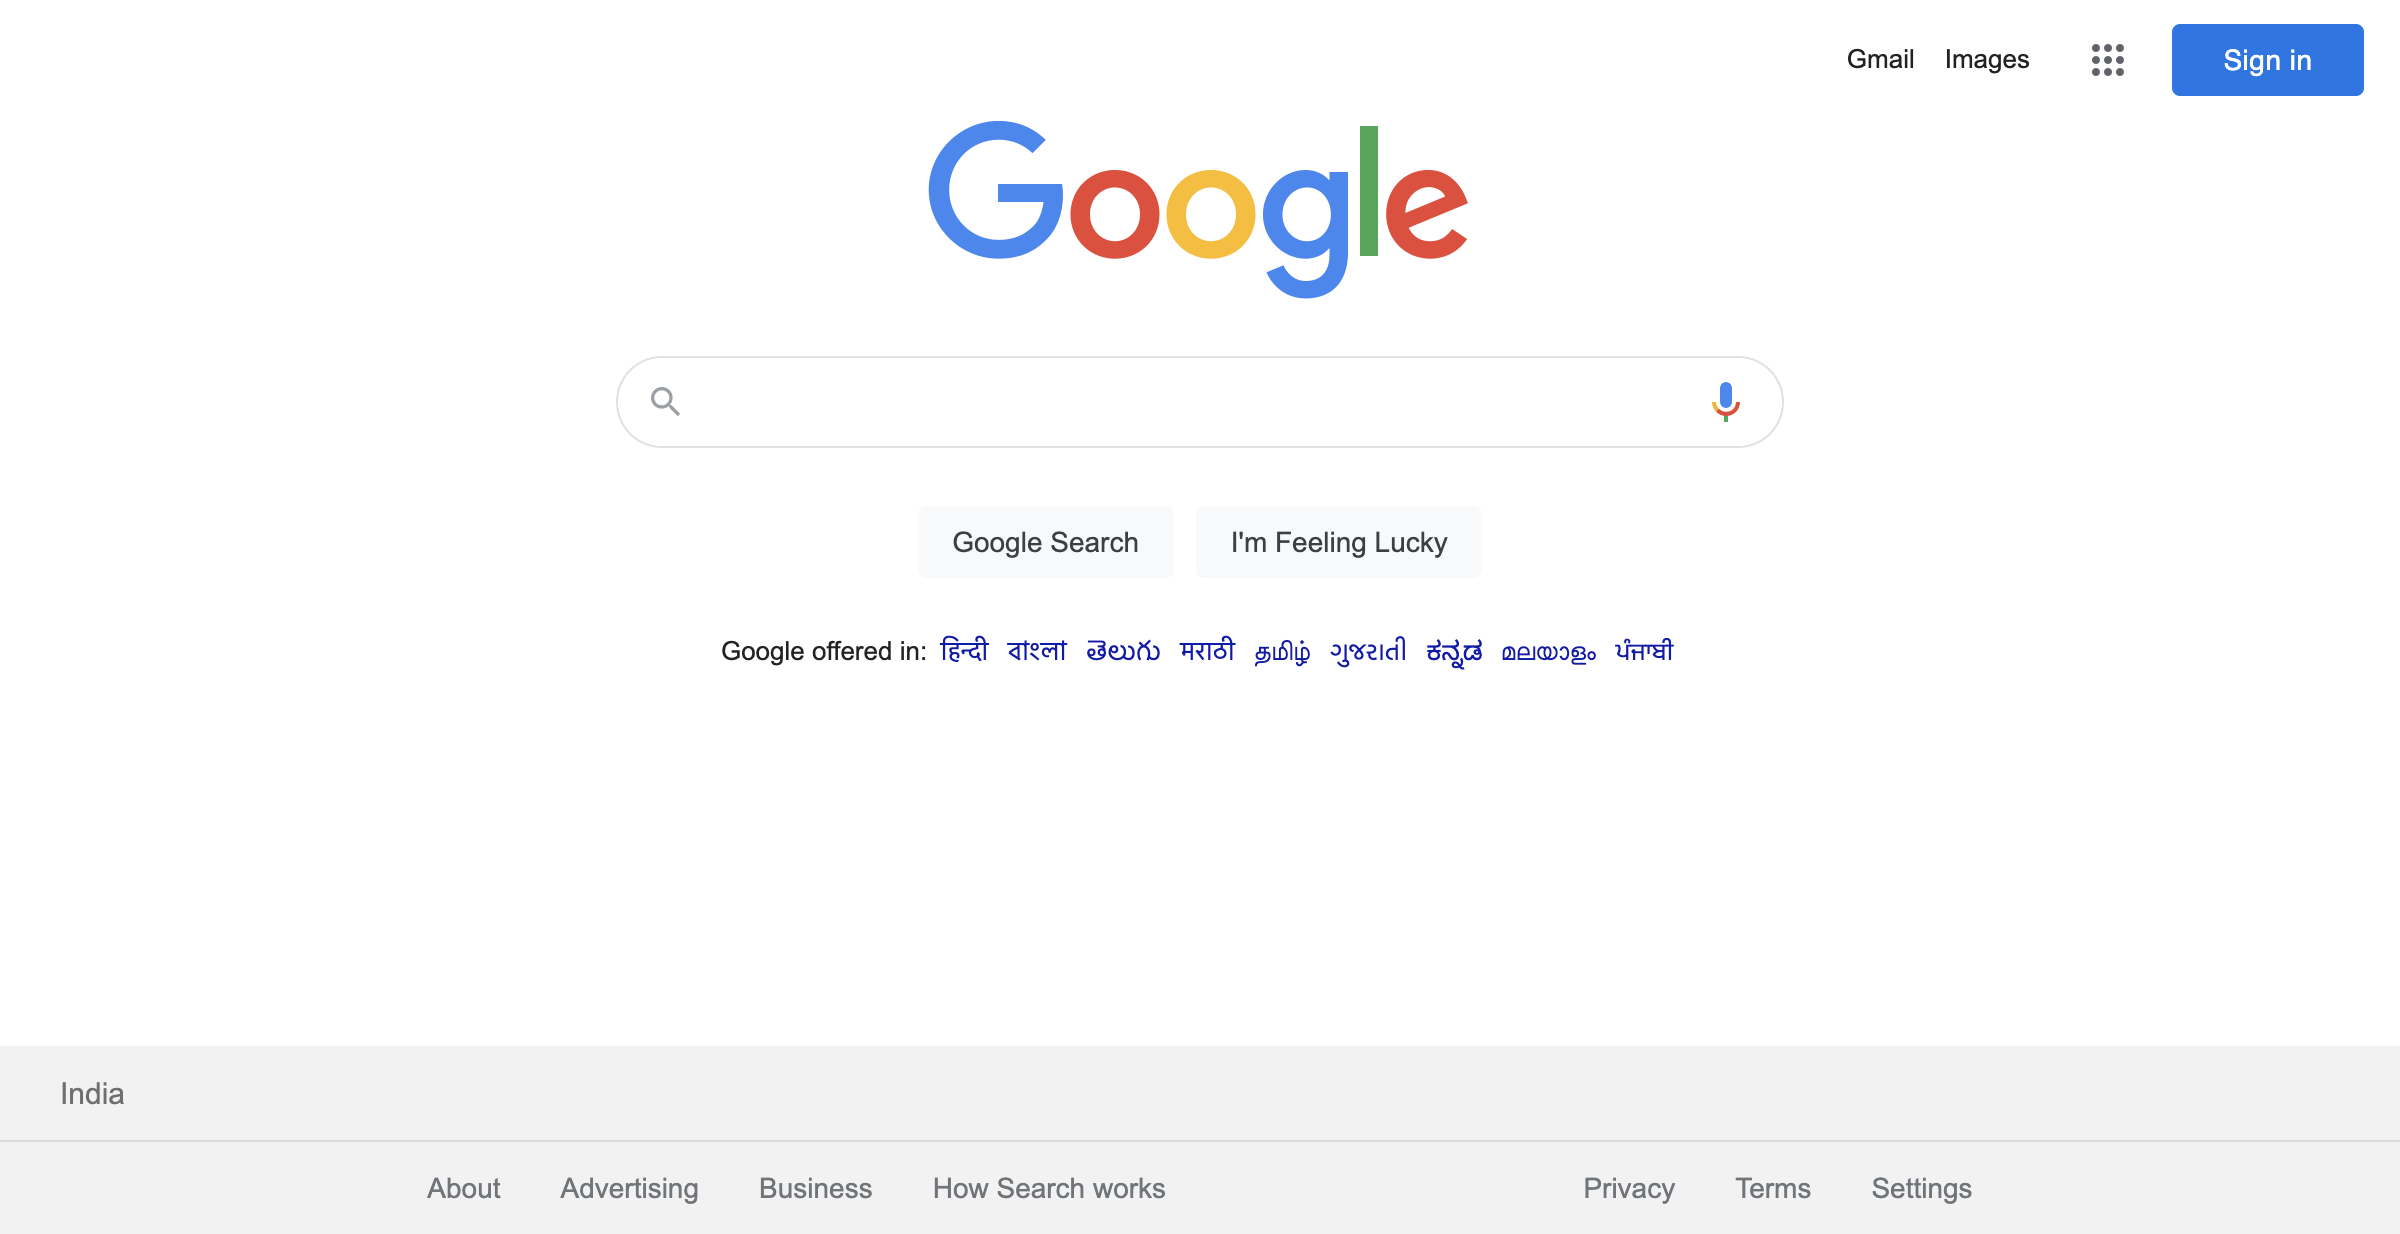 Gmail Images Sign in
Google
Google Search I'm Feeling Lucky
Google offered in: हिन्दी বাংলা తెలుగు मराठी தமிழ் ગુજરાતી ಕನ್ನಡ മലയാളം ਪੰਜਾਬੀ
India
About Advertising Business How Search works Privacy Terms Settings